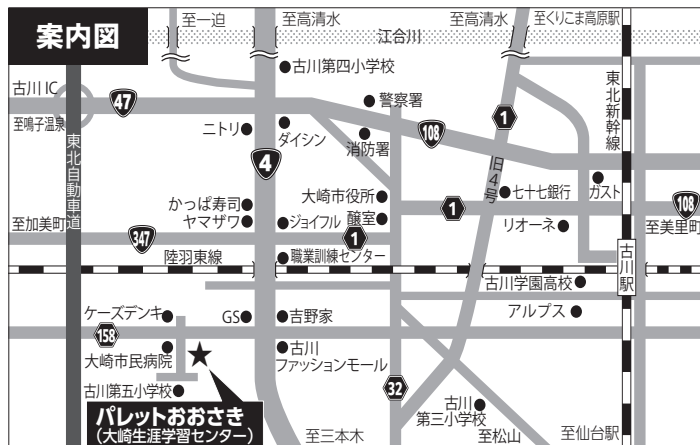 案内図
至一迫
至高清水
至高清水
至くりこま高原駅
江合川
古川第四小学校
古川IC
47
警察署
1
東北新幹線
至鳴子温泉
ニトリ
ダイシン
消防署
108
4
旧4号
東北自動車道
かっぱ寿司
ヤマザワ
大崎市役所
醸室
ジョイフル
七十七銀行
ガスト
1
リオーネ
108
至美里町
至加美町
347
1
陸羽東線
職業訓練センター
古川駅
古川学園高校
ケーズデンキ
GS
吉野家
アルプス
158
大崎市民病院
★
古川
ファッションモール
古川第五小学校
32
古川
第三小学校
パレットおおさき
(大崎生涯学習センター)
至三本木
至松山
至仙台駅